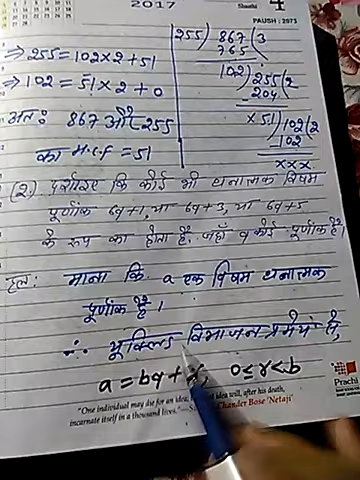 2017
Shashi 4
PAUSH : 2073
⇒ 255 = 102×2 + 51
⇒ 102 = 51 × 2 + 0
अतः 867 और 255
का H.C.F = 51
255) 867 (3
765
102) 255 (2
- 204
× 51) 102 (2
- 102
× × ×
(2.) दर्शाइए कि कोई भी धनात्मक विषम
पूर्णांक 6q+1, या 6q+3, या 6q+5
के रूप का होता है, जहाँ q कोई पूर्णांक है।
हल: माना कि a एक विषम धनात्मक
पूर्णांक है।
∴ यूक्लिड विभाजन प्रमेय से,
a = bq + r, 0 ≤ r < b
"One individual may die for an idea, but that idea will, after his death,
incarnate itself in a thousand lives." Chander Bose 'Netaji'
Prachi